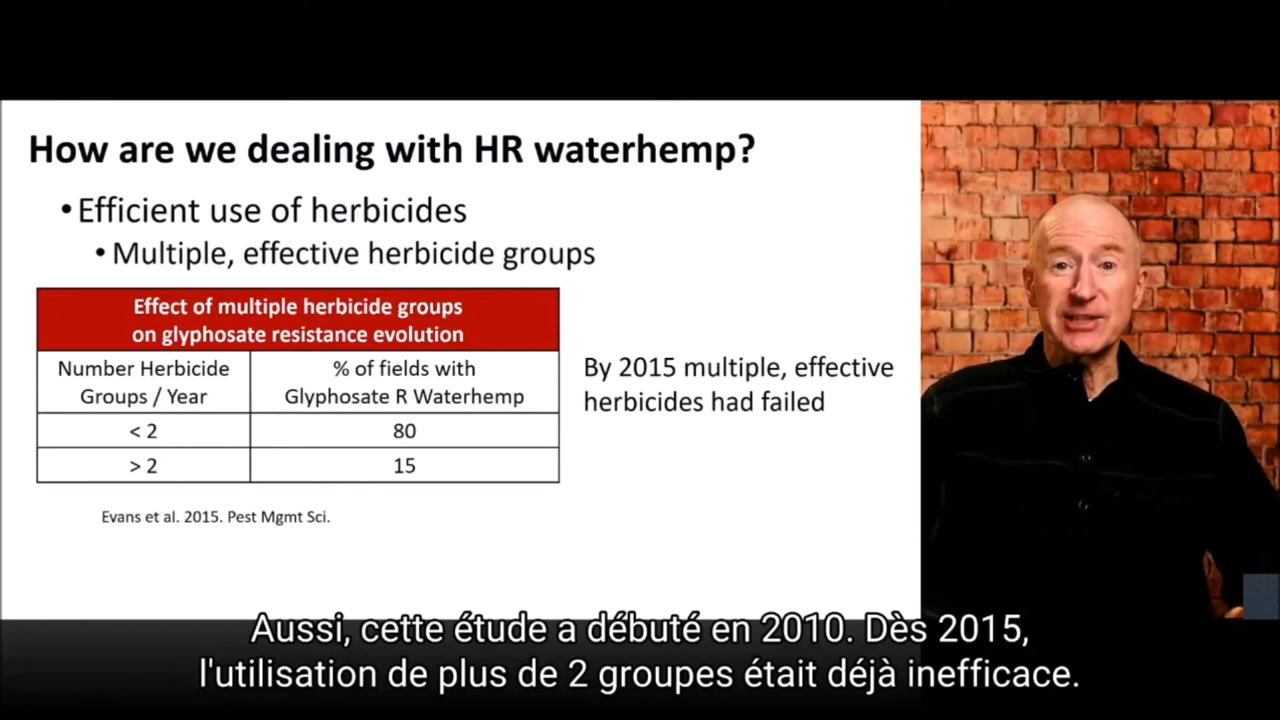 How are we dealing with HR waterhemp?
•Efficient use of herbicides
• Multiple, effective herbicide groups
Effect of multiple herbicide groups
on glyphosate resistance evolution
Number Herbicide
Groups / Year
% of fields with
Glyphosate R Waterhemp
< 2
80
> 2
15
By 2015 multiple, effective
herbicides had failed
Evans et al. 2015. Pest Mgmt Sci.
Aussi, cette étude a débuté en 2010. Dès 2015,
l'utilisation de plus de 2 groupes était déjà inefficace.